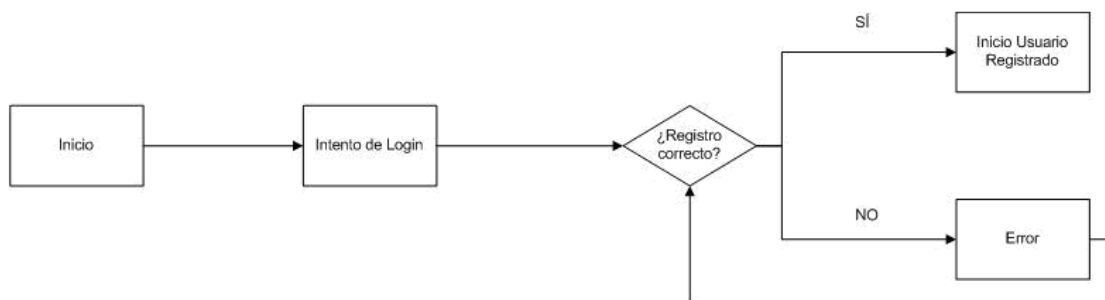 SÍ
Inicio Usuario
Registrado
Inicio
Intento de Login
¿Registro
correcto?
NO
Error